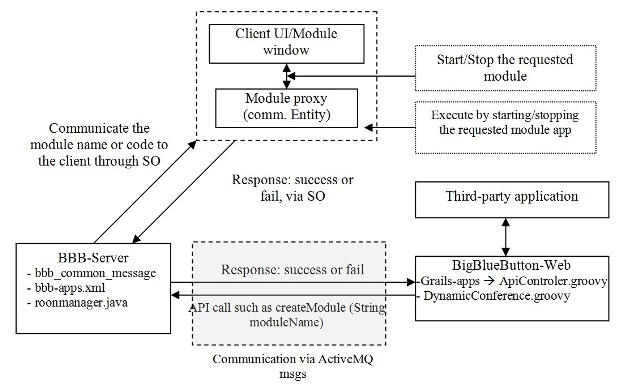 Client UI/Module
window
Start/Stop the requested
module
Module proxy
(comm. Entity)
Execute by starting/stopping
the requested module app
Communicate the
module name or code to
the client through SO
Response: success or
fail, via SO
Third-party application
BBB-Server
- bbb_common_message
- bbb-apps.xml
- roonmanager.java
Response: success or fail
API call such as createModule (String
moduleName)
BigBlueButton-Web
- Grails-apps → ApiControler.groovy
- DynamicConference.groovy
Communication via ActiveMQ
msgs